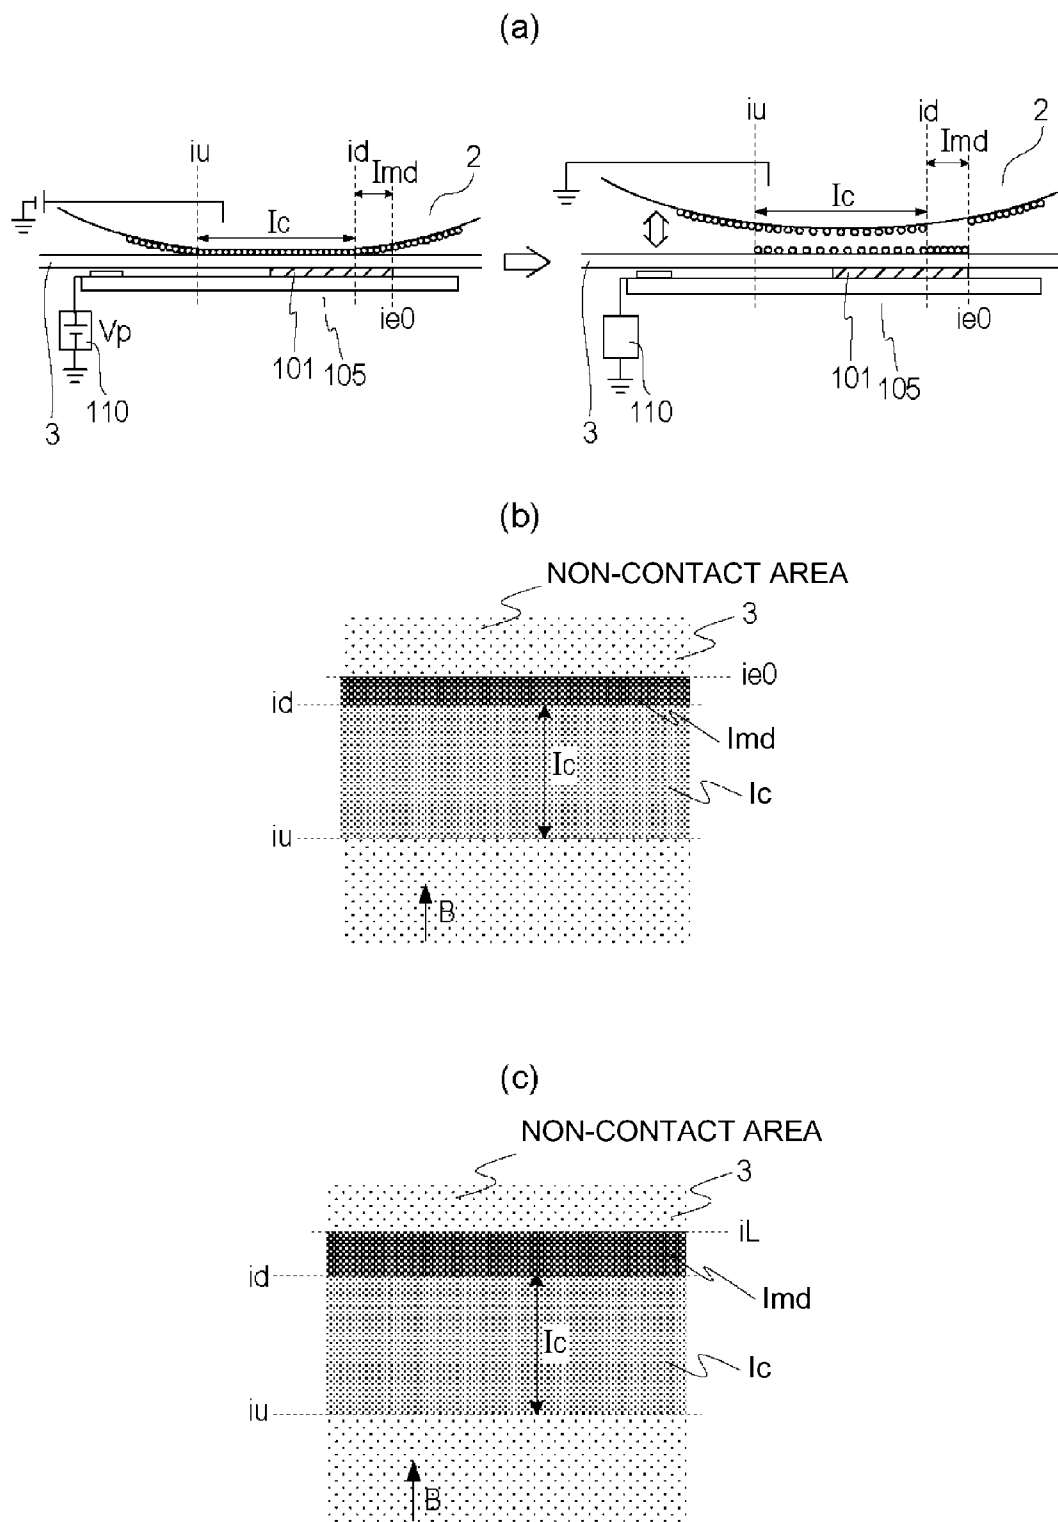 (a)
iu
id
Imd
2
Ic
Vp
101
ie0
105
110
3
iu
id
Imd
2
Ic
ie0
101
105
110
3
(b)
NON-CONTACT AREA
3
ie0
id
Imd
Ic
Ic
iu
B
(c)
NON-CONTACT AREA
3
iL
id
Imd
Ic
Ic
iu
B